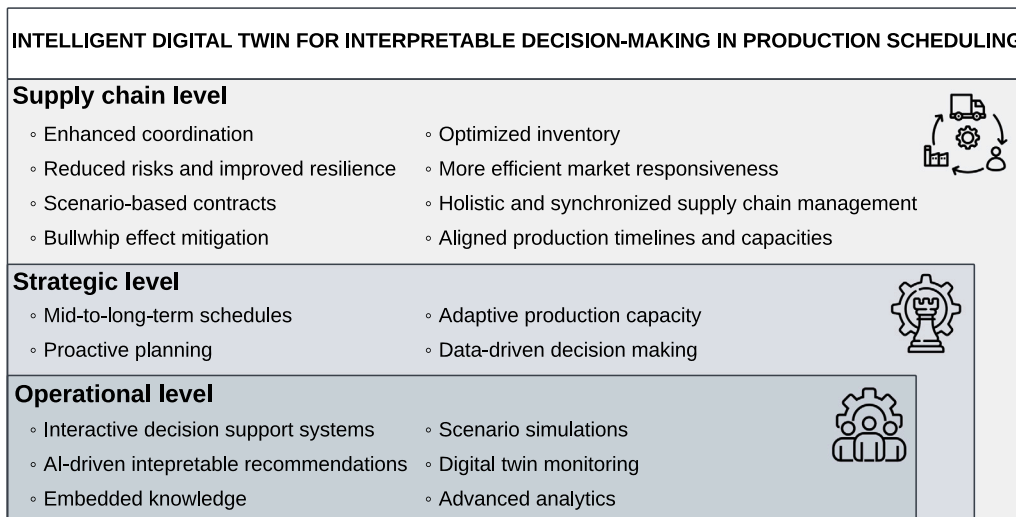 INTELLIGENT DIGITAL TWIN FOR INTERPRETABLE DECISION-MAKING IN PRODUCTION SCHEDULING
Supply chain level
◦ Enhanced coordination
◦ Reduced risks and improved resilience
◦ Scenario-based contracts
◦ Bullwhip effect mitigation
◦ Optimized inventory
◦ More efficient market responsiveness
◦ Holistic and synchronized supply chain management
◦ Aligned production timelines and capacities
Strategic level
◦ Mid-to-long-term schedules
◦ Proactive planning
◦ Adaptive production capacity
◦ Data-driven decision making
Operational level
◦ Interactive decision support systems
◦ AI-driven intepretable recommendations
◦ Embedded knowledge
◦ Scenario simulations
◦ Digital twin monitoring
◦ Advanced analytics